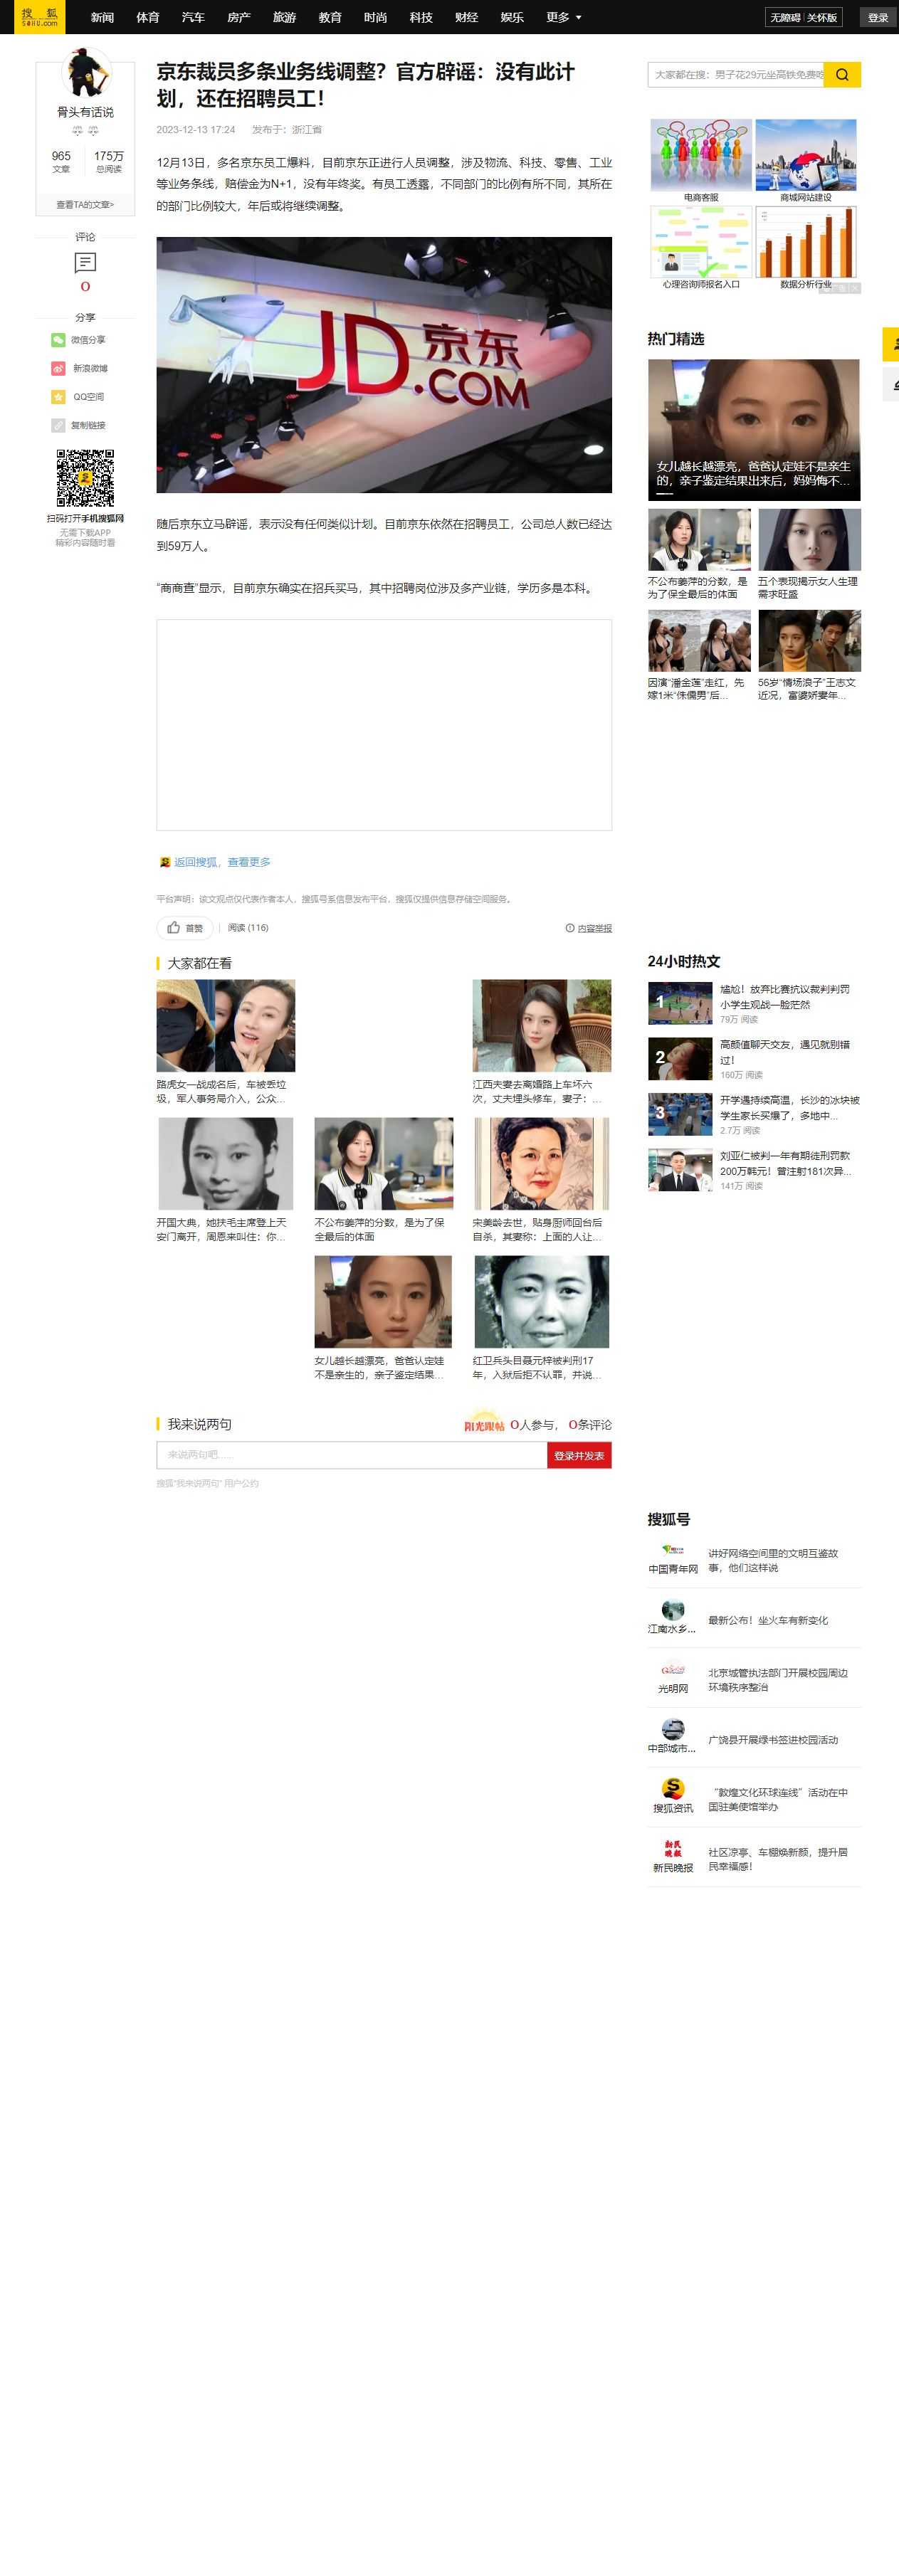 搜 狐
SOHU.com
新闻 体育 汽车 房产 旅游 教育 时尚 科技 财经 娱乐 更多
无障碍 关怀版
登录
骨头有话说
965 175万
文章 总阅读
查看TA的文章>
评论
0
分享
微信分享
新浪微博
QQ空间
复制链接
扫码打开手机搜狐网
无需下载APP
精彩内容随时看
京东裁员多条业务线调整？官方辟谣：没有此计
划，还在招聘员工！
2023-12-13 17:24 发布于：浙江省
12月13日，多名京东员工爆料，目前京东正进行人员调整，涉及物流、科技、零售、工业
等业务条线，赔偿金为N+1，没有年终奖。有员工透露，不同部门的比例有所不同，其所在
的部门比例较大，年后或将继续调整。
JD 京东
.COM
随后京东立马辟谣，表示没有任何类似计划。目前京东依然在招聘员工，公司总人数已经达
到59万人。
“商商查”显示，目前京东确实在招兵买马，其中招聘岗位涉及多产业链，学历多是本科。
返回搜狐，查看更多
平台声明：该文观点仅代表作者本人，搜狐号系信息发布平台，搜狐仅提供信息存储空间服务。
首赞 阅读 (116)
内容举报
大家都在看
路虎女一战成名后，车被丢垃
圾，军人事务局介入，公众...
江西夫妻去离婚路上车坏六
次，丈夫埋头修车，妻子：...
开国大典，她扶毛主席登上天
安门离开，周恩来叫住：你...
不公布姜萍的分数，是为了保
全最后的体面
宋美龄去世，贴身厨师回台后
自杀，其妻称：上面的人让...
女儿越长越漂亮，爸爸认定娃
不是亲生的，亲子鉴定结果...
红卫兵头目聂元梓被判刑17
年，入狱后拒不认罪，并说...
我来说两句
阳光跟帖 0人参与， 0条评论
来说两句吧......
登录并发表
搜狐“我来说两句” 用户公约
大家都在搜：男子花29元坐高铁免费吃
电商客服
商城网站建设
心理咨询师报名入口
数据分析行业
热门精选
女儿越长越漂亮，爸爸认定娃不是亲生
的，亲子鉴定结果出来后，妈妈悔不...
不公布姜萍的分数，是
为了保全最后的体面
五个表现揭示女人生理
需求旺盛
因演“潘金莲”走红，先
嫁1米“侏儒男”后...
56岁“情场浪子”王志文
近况，富婆娇妻年...
24小时热文
1
尴尬！放弃比赛抗议裁判判罚
小学生观战一脸茫然
79万 阅读
2
高颜值聊天交友，遇见就别错
过！
160万 阅读
3
开学遇持续高温，长沙的冰块被
学生家长买爆了，多地中...
2.7万 阅读
刘亚仁被判一年有期徒刑罚款
200万韩元！曾注射181次异...
141万 阅读
搜狐号
中国青年网
讲好网络空间里的文明互鉴故
事，他们这样说
江南水乡...
最新公布！坐火车有新变化
光明网
北京城管执法部门开展校园周边
环境秩序整治
中部城市...
广饶县开展绿书签进校园活动
搜狐资讯
“敦煌文化环球连线”活动在中
国驻美使馆举办
新民晚报
新民晚报
社区凉亭、车棚焕新颜，提升居
民幸福感！